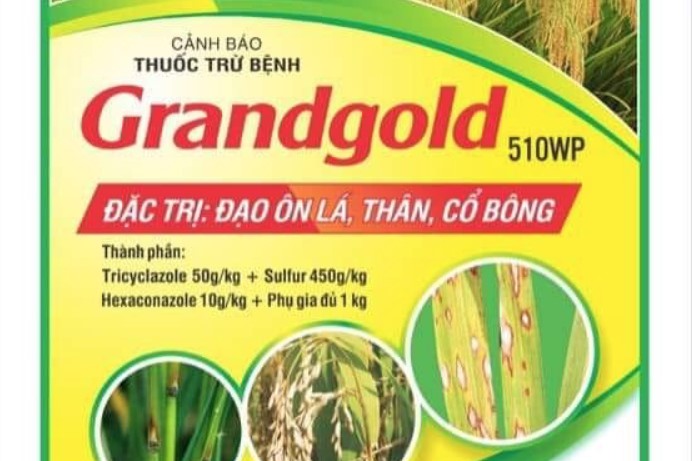 CẢNH BÁO
THUỐC TRỪ BỆNH
Grandgold 510WP
ĐẶC TRỊ: ĐẠO ÔN LÁ, THÂN, CỔ BÔNG
Thành phần:
Tricyclazole 50g/kg + Sulfur 450g/kg
Hexaconazole 10g/kg + Phụ gia đủ 1 kg